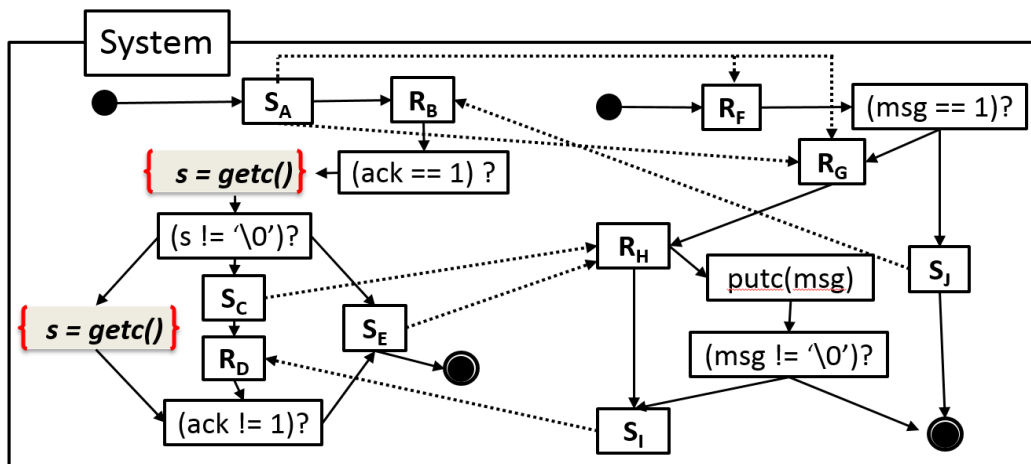 System
S_A
R_B
R_F
(msg == 1)?
R_G
{ s = getc() }
(ack == 1) ?
(s != ‘\0’)?
R_H
S_C
putc(msg)
S_J
{ s = getc() }
S_E
R_D
(msg != ‘\0’)?
(ack != 1)?
S_I